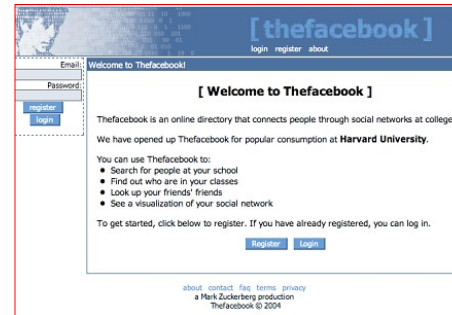 [ thefacebook ]
login register about
Email:
Password:
register
login
Welcome to Thefacebook!
[ Welcome to Thefacebook ]
Thefacebook is an online directory that connects people through social networks at college
We have opened up Thefacebook for popular consumption at Harvard University.
You can use Thefacebook to:
• Search for people at your school
• Find out who are in your classes
• Look up your friends' friends
• See a visualization of your social network
To get started, click below to register. If you have already registered, you can log in.
Register Login
about contact faq terms privacy
a Mark Zuckerberg production
Thefacebook © 2004